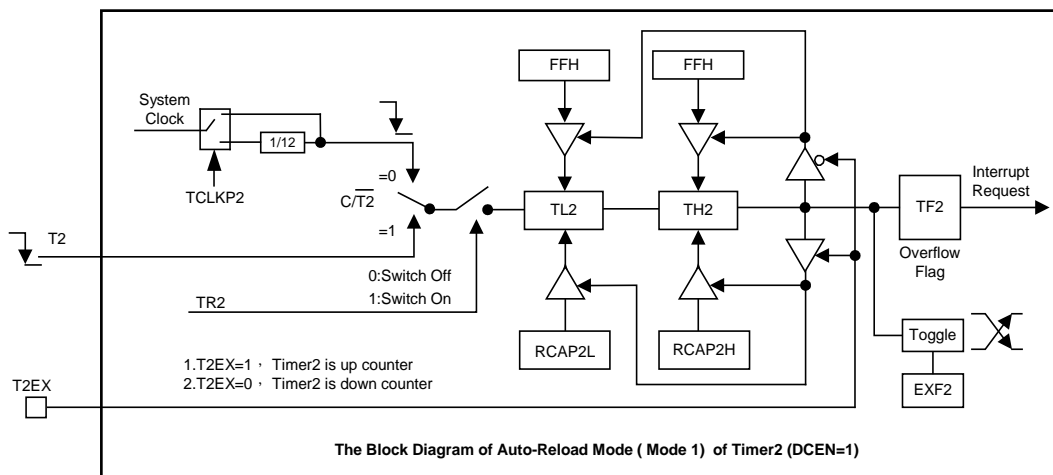 FFH
FFH
System
Clock
1/12
TCLKP2
=0
C/T2
=1
TL2
TH2
TF2
Interrupt
Request
Overflow
Flag
T2
0:Switch Off
1:Switch On
TR2
RCAP2L
RCAP2H
Toggle
EXF2
1.T2EX=1， Timer2 is up counter
2.T2EX=0， Timer2 is down counter
T2EX
The Block Diagram of Auto-Reload Mode ( Mode 1) of Timer2 (DCEN=1)